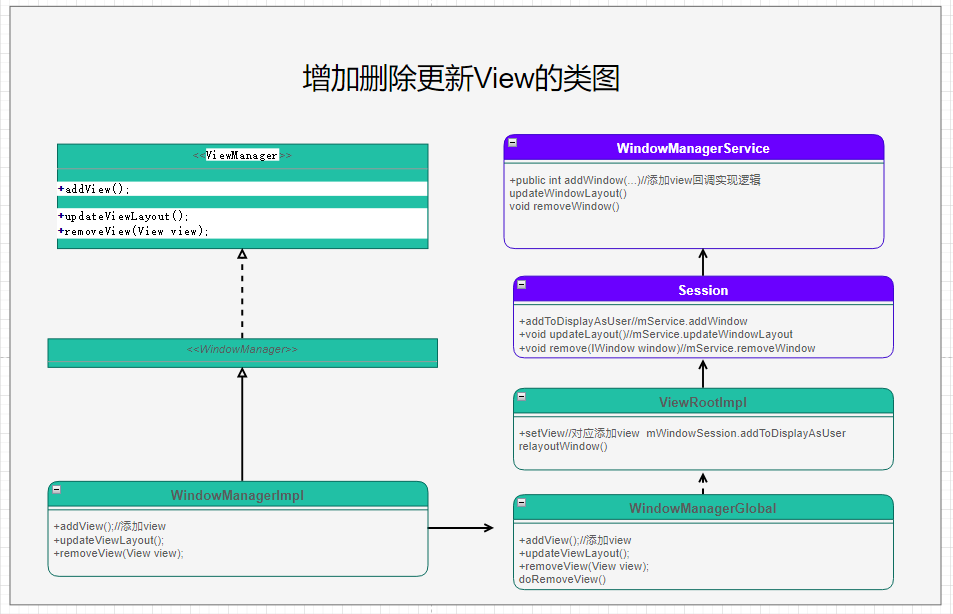 增加删除更新View的类图
<<ViewManager>>
+addView();
+updateViewLayout();
+removeView(View view);
<<WindowManager>>
WindowManagerImpl
+addView();//添加view
+updateViewLayout();
+removeView(View view);
WindowManagerService
+public int addWindow(...)//添加view回调实现逻辑
updateWindowLayout()
void removeWindow()
Session
+addToDisplayAsUser//mService.addWindow
+void updateLayout()//mService.updateWindowLayout
+void remove(IWindow window)//mService.removeWindow
ViewRootImpl
+setView//对应添加view  mWindowSession.addToDisplayAsUser
relayoutWindow()
WindowManagerGlobal
+addView();//添加view
+updateViewLayout();
+removeView(View view);
doRemoveView()